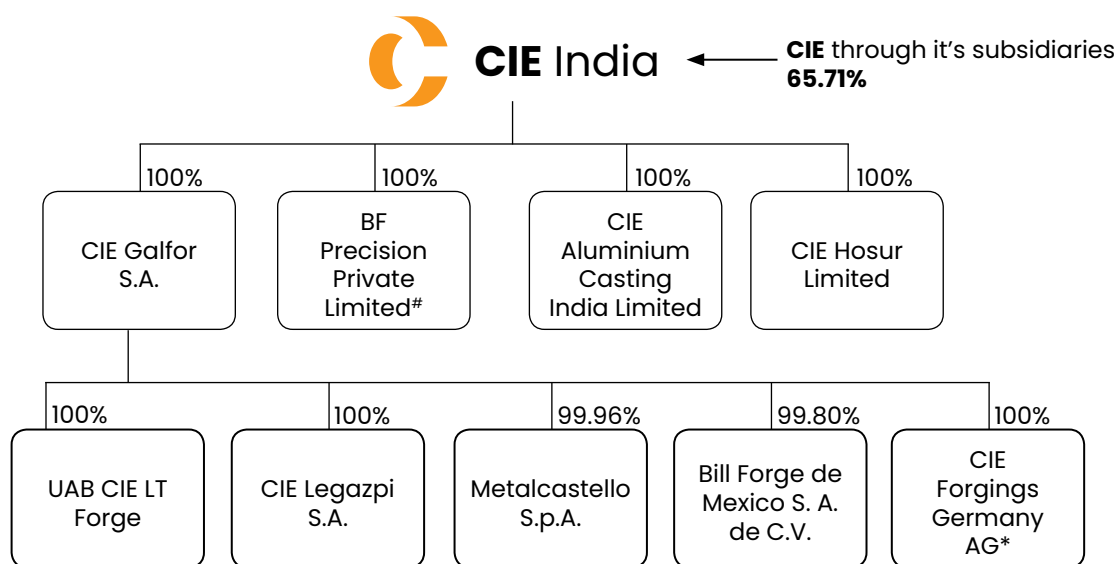 CIE India
CIE through it's subsidiaries
65.71%
100%
100%
100%
100%
CIE Galfor
S.A.
BF
Precision
Private
Limited#
CIE
Aluminium
Casting
India Limited
CIE Hosur
Limited
100%
100%
99.96%
99.80%
100%
UAB CIE LT
Forge
CIE Legazpi
S.A.
Metalcastello
S.p.A.
Bill Forge de
Mexico S. A.
de C.V.
CIE
Forgings
Germany
AG*